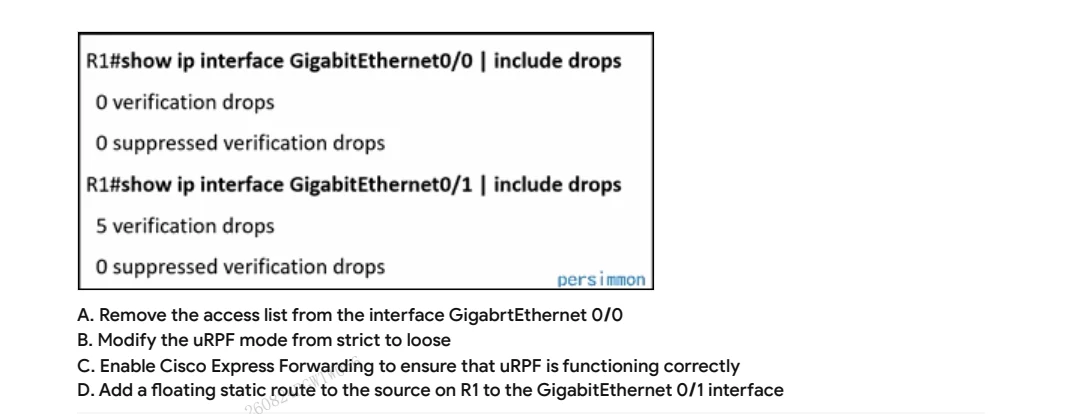 R1#show ip interface GigabitEthernet0/0 | include drops
0 verification drops
0 suppressed verification drops
R1#show ip interface GigabitEthernet0/1 | include drops
5 verification drops
0 suppressed verification drops
persimmon
A. Remove the access list from the interface GigabrtEthernet 0/0
B. Modify the uRPF mode from strict to loose
C. Enable Cisco Express Forwarding to ensure that uRPF is functioning correctly
D. Add a floating static route to the source on R1 to the GigabitEthernet 0/1 interface